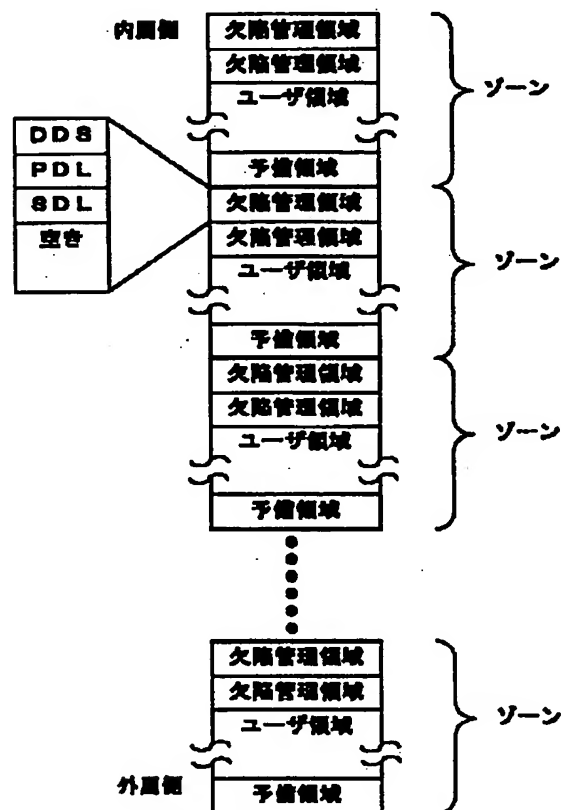 内周側
欠陥管理領域
欠陥管理領域
ユーザ領域
ゾーン
DDS
PDL
SDL
空き
予備領域
欠陥管理領域
欠陥管理領域
ユーザ領域
ゾーン
予備領域
欠陥管理領域
欠陥管理領域
ユーザ領域
ゾーン
予備領域
欠陥管理領域
欠陥管理領域
ユーザ領域
ゾーン
外周側
予備領域